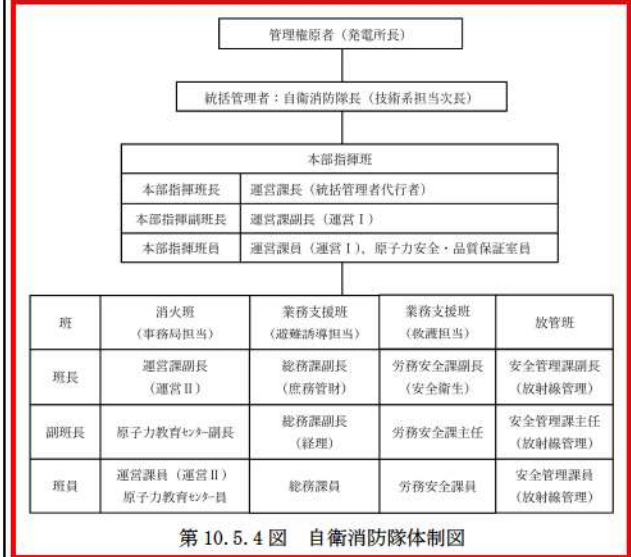 管理権原者（発電所長）
統括管理者：自衛消防隊長（技術系担当次長）
本部指揮班
本部指揮班長 運営課長（統括管理者代行者）
本部指揮副班長 運営課副長（運営Ⅰ）
本部指揮班員 運営課員（運営Ⅰ）、原子力安全・品質保証室員
班 消火班（事務局担当） 業務支援班（避難誘導担当） 業務支援班（救護担当） 放管班
班長 運営課副長（運営Ⅱ） 総務課副長（庶務管財） 労務安全課副長（安全衛生） 安全管理課副長（放射線管理）
副班長 原子力教育ｾﾝﾀｰ副長 総務課副長（経理） 労務安全課主任 安全管理課主任（放射線管理）
班員 運営課員（運営Ⅱ）原子力教育ｾﾝﾀｰ員 総務課員 労務安全課員 安全管理課員（放射線管理）
第 10.5.4 図 自衛消防隊体制図